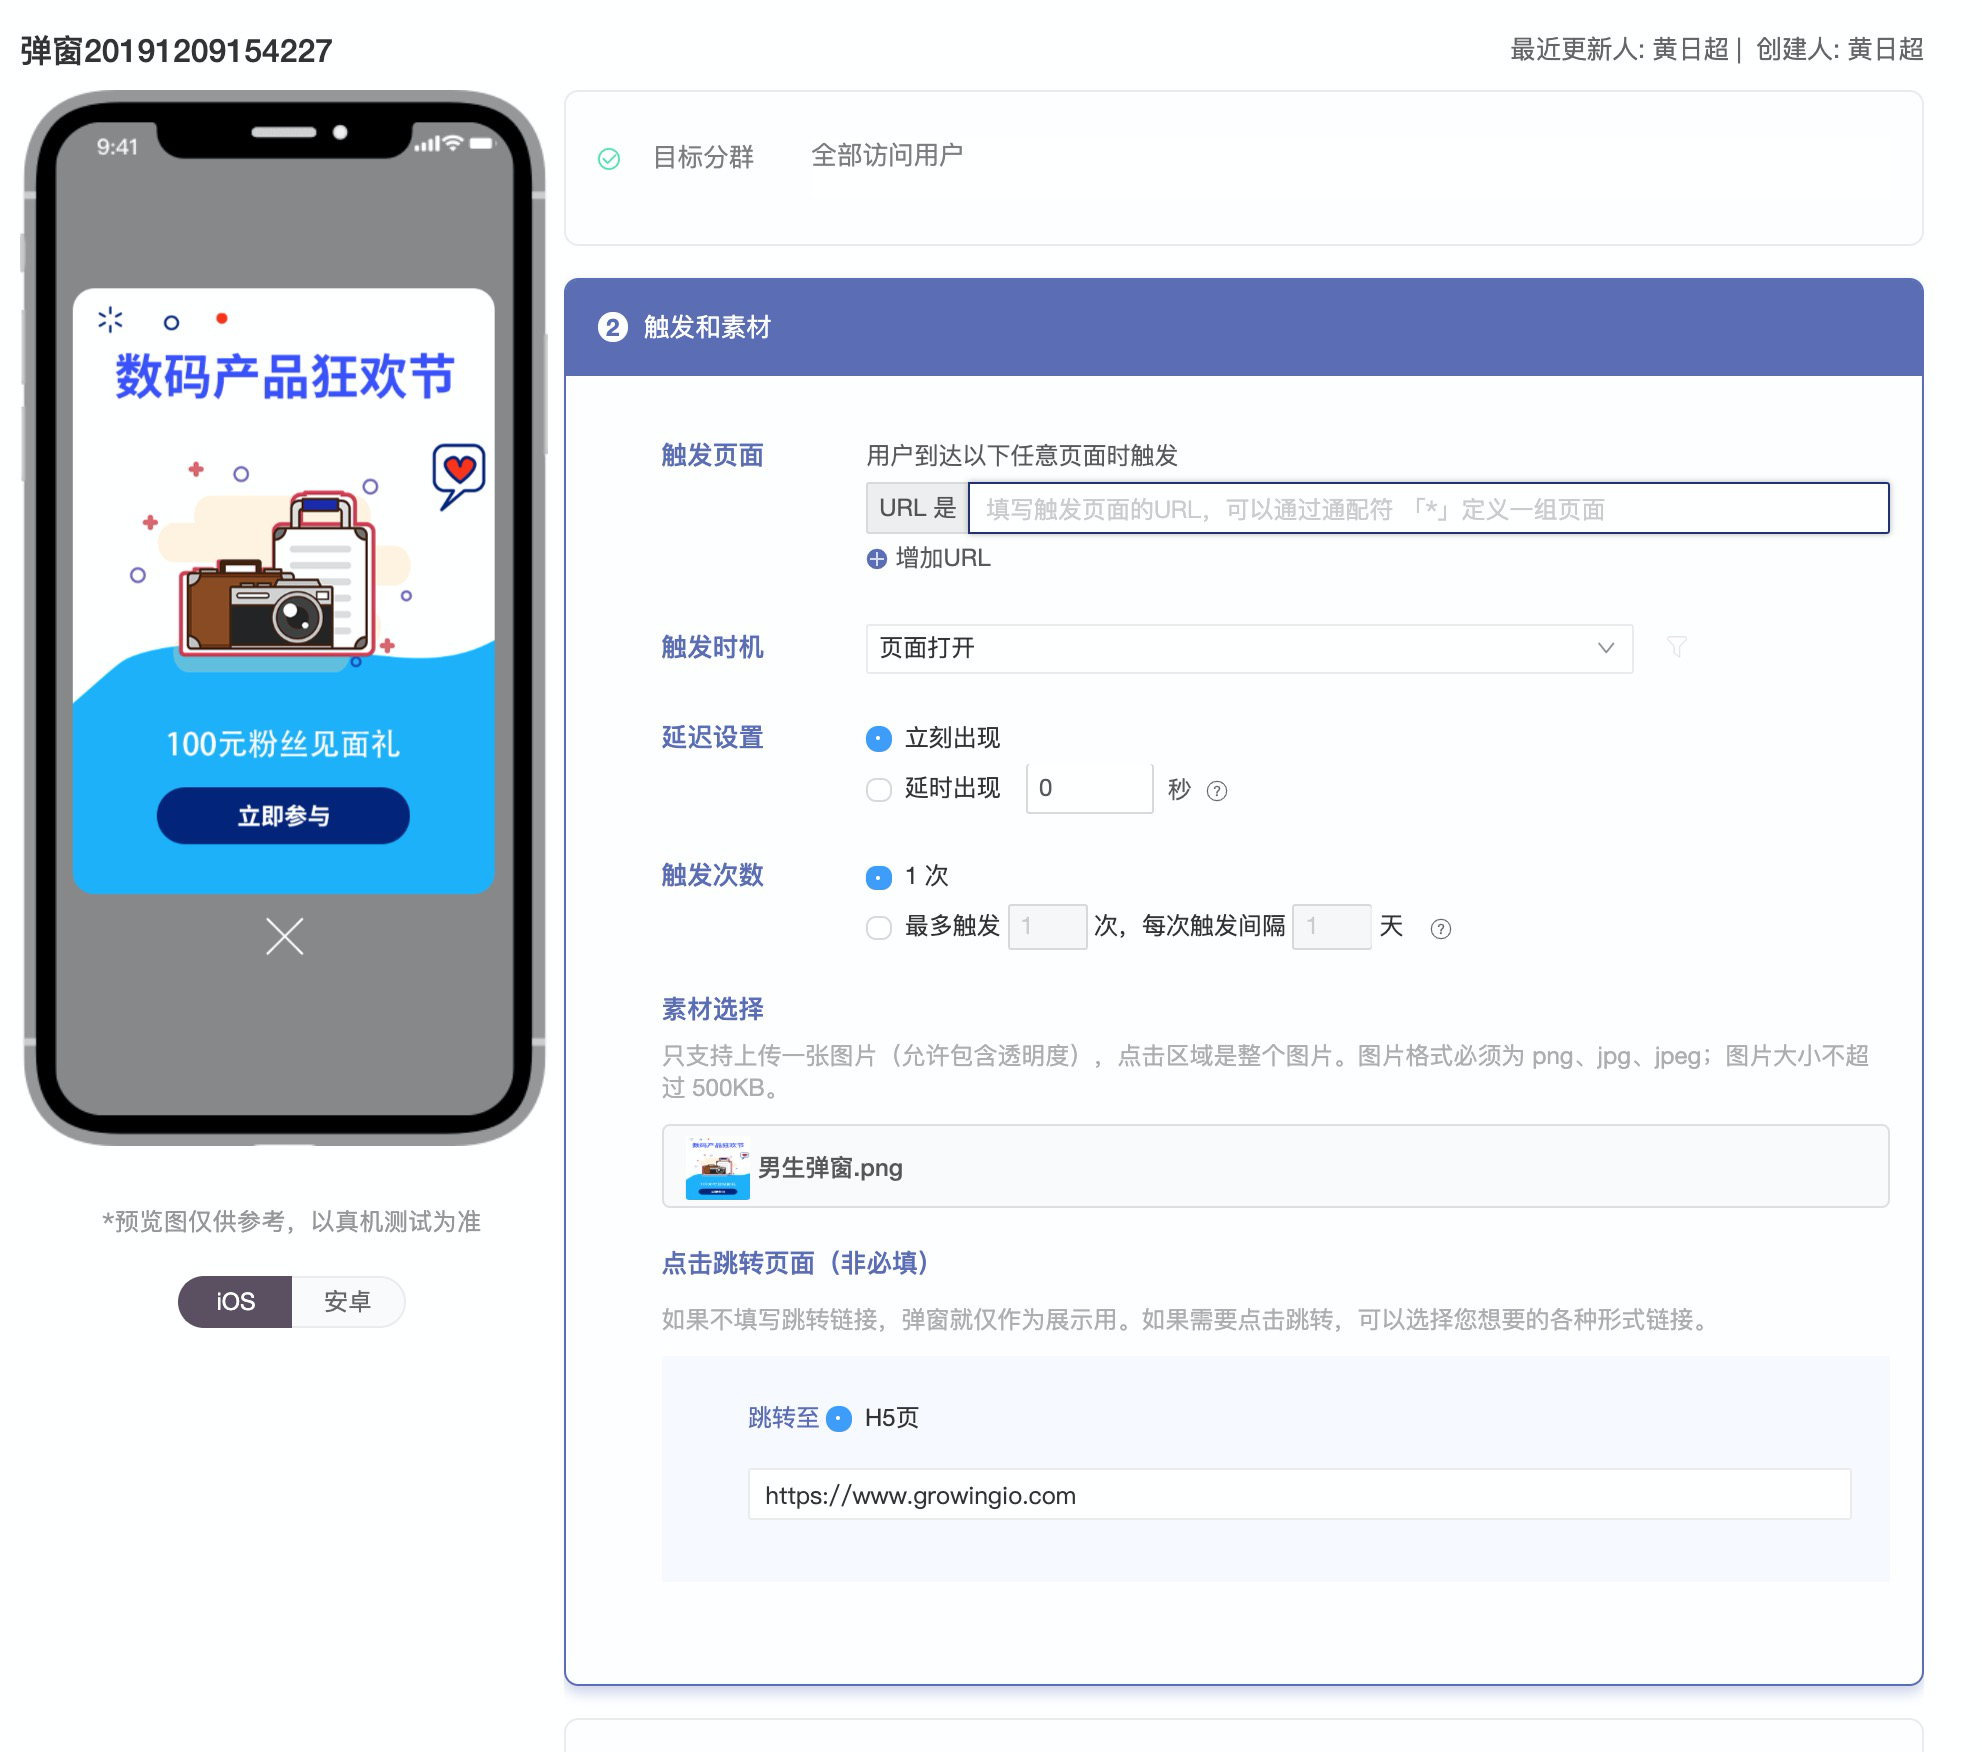 弹窗20191209154227
最近更新人: 黄日超 | 创建人: 黄日超
9:41
数码产品狂欢节
100元粉丝见面礼
立即参与
*预览图仅供参考，以真机测试为准
iOS 安卓
目标分群 全部访问用户
2 触发和素材
触发页面 用户到达以下任意页面时触发
URL 是 填写触发页面的URL，可以通过通配符 「*」定义一组页面
增加URL
触发时机 页面打开
延迟设置 立刻出现
延时出现 0 秒 ?
触发次数 1 次
最多触发 1 次，每次触发间隔 1 天 ?
素材选择
只支持上传一张图片（允许包含透明度），点击区域是整个图片。图片格式必须为 png、jpg、jpeg；图片大小不超
过 500KB。
数码产品狂欢节
男生弹窗.png
点击跳转页面（非必填）
如果不填写跳转链接，弹窗就仅作为展示用。如果需要点击跳转，可以选择您想要的各种形式链接。
跳转至 H5页
https://www.growingio.com